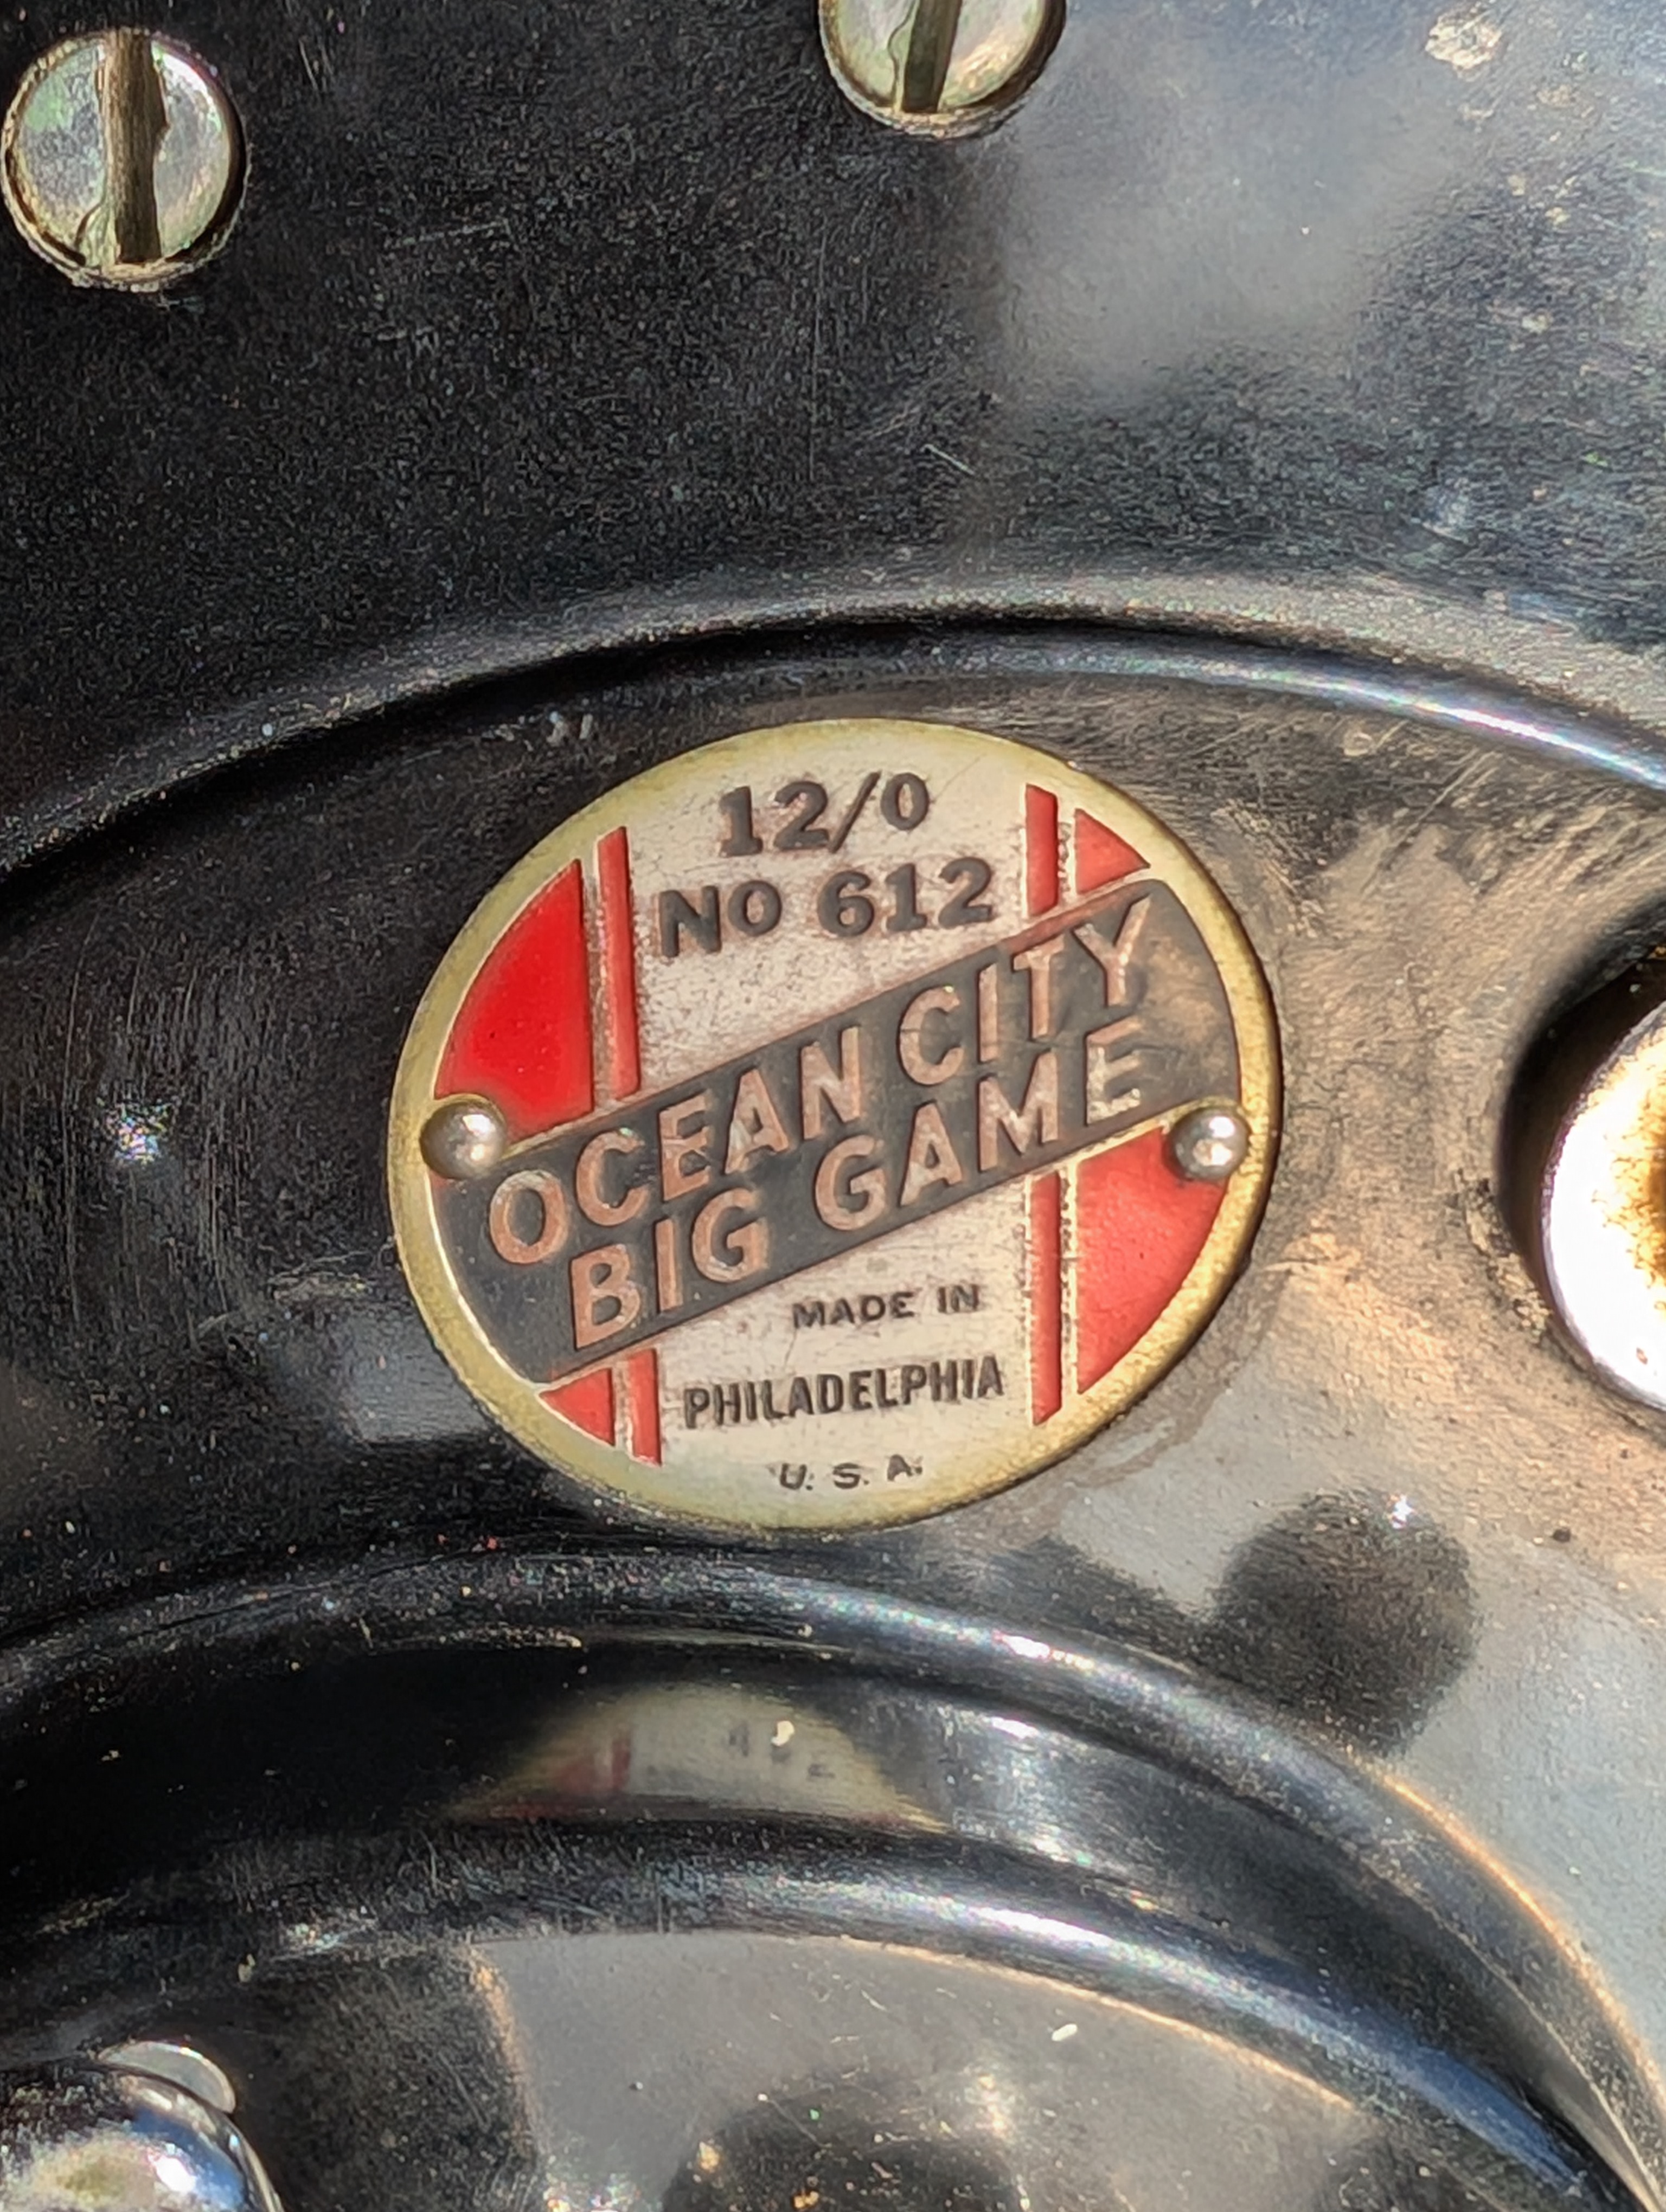 12/0
No 612
OCEAN CITY
BIG GAME
MADE IN
PHILADELPHIA
U. S. A.